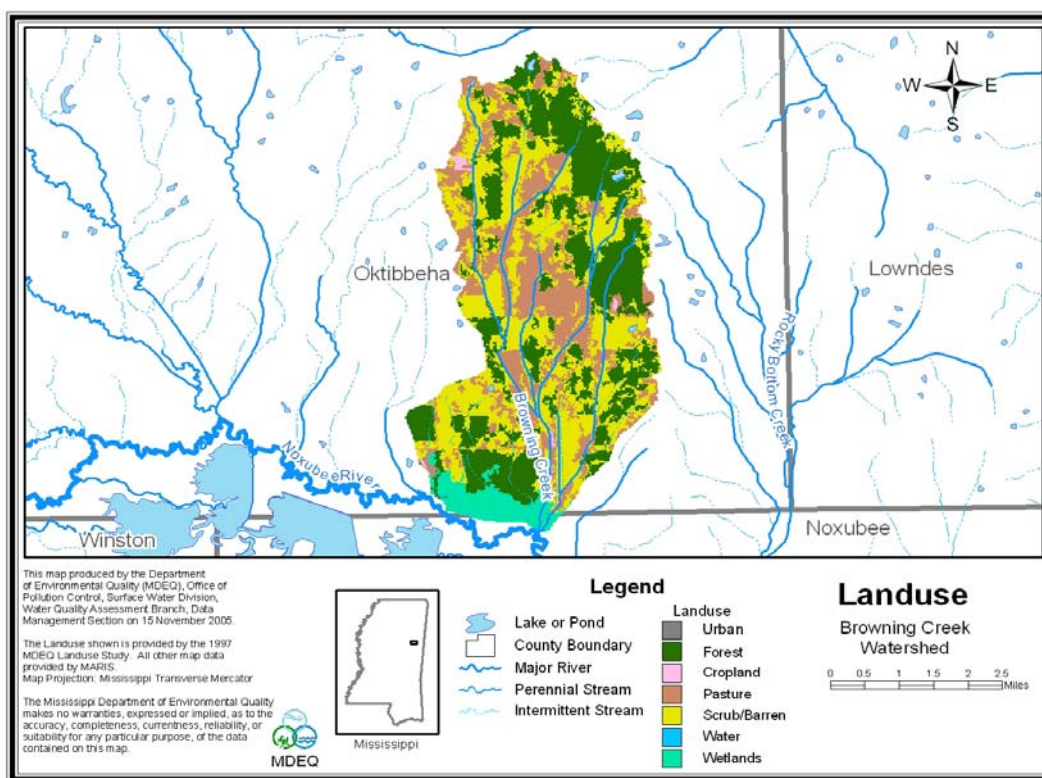 N
W E
S
Oktibbeha
Lowndes
Rocky Bottom Creek
Browning Creek
Noxubee River
Winston
Noxubee
This map produced by the Department
of Environmental Quality (MDEQ), Office of
Pollution Control, Surface Water Division,
Water Quality Assessment Branch, Data
Management Section on 15 November 2005.
The Landuse shown is provided by the 1997
MDEQ Landuse Study. All other map data
provided by MARIS.
Map Projection: Mississippi Transverse Mercator
The Mississippi Department of Environmental Quality
makes no warranties, expressed or implied, as to the
accuracy, completeness, currentness, reliability, or
suitability for any particular purpose, of the data
contained on this map.
MDEQ
Mississippi
Legend
Lake or Pond
County Boundary
Major River
Perennial Stream
Intermittent Stream
Landuse
Urban
Forest
Cropland
Pasture
Scrub/Barren
Water
Wetlands
Landuse
Browning Creek
Watershed
0 0.5 1 1.5 2 2.5
Miles